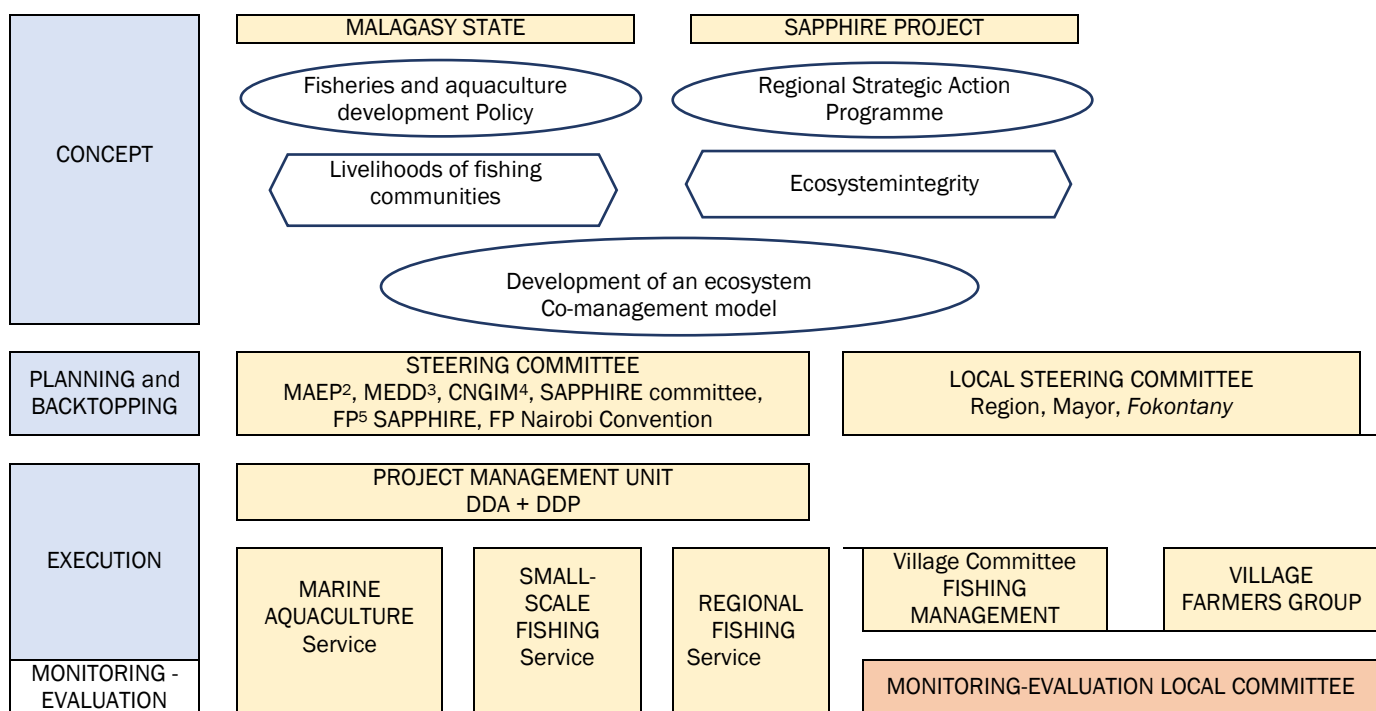 CONCEPT
MALAGASY STATE
SAPPHIRE PROJECT
Fisheries and aquaculture
development Policy
Regional Strategic Action
Programme
Livelihoods of fishing
communities
Ecosystemintegrity
Development of an ecosystem
Co-management model
PLANNING and
BACKTOPPING
STEERING COMMITTEE
MAEP², MEDD³, CNGIM⁴, SAPPHIRE committee,
FP⁵ SAPPHIRE, FP Nairobi Convention
LOCAL STEERING COMMITTEE
Region, Mayor, Fokontany
EXECUTION
PROJECT MANAGEMENT UNIT
DDA + DDP
MARINE
AQUACULTURE
Service
SMALL-
SCALE
FISHING
Service
REGIONAL
FISHING
Service
Village Committee
FISHING
MANAGEMENT
VILLAGE
FARMERS GROUP
MONITORING -
EVALUATION
MONITORING-EVALUATION LOCAL COMMITTEE